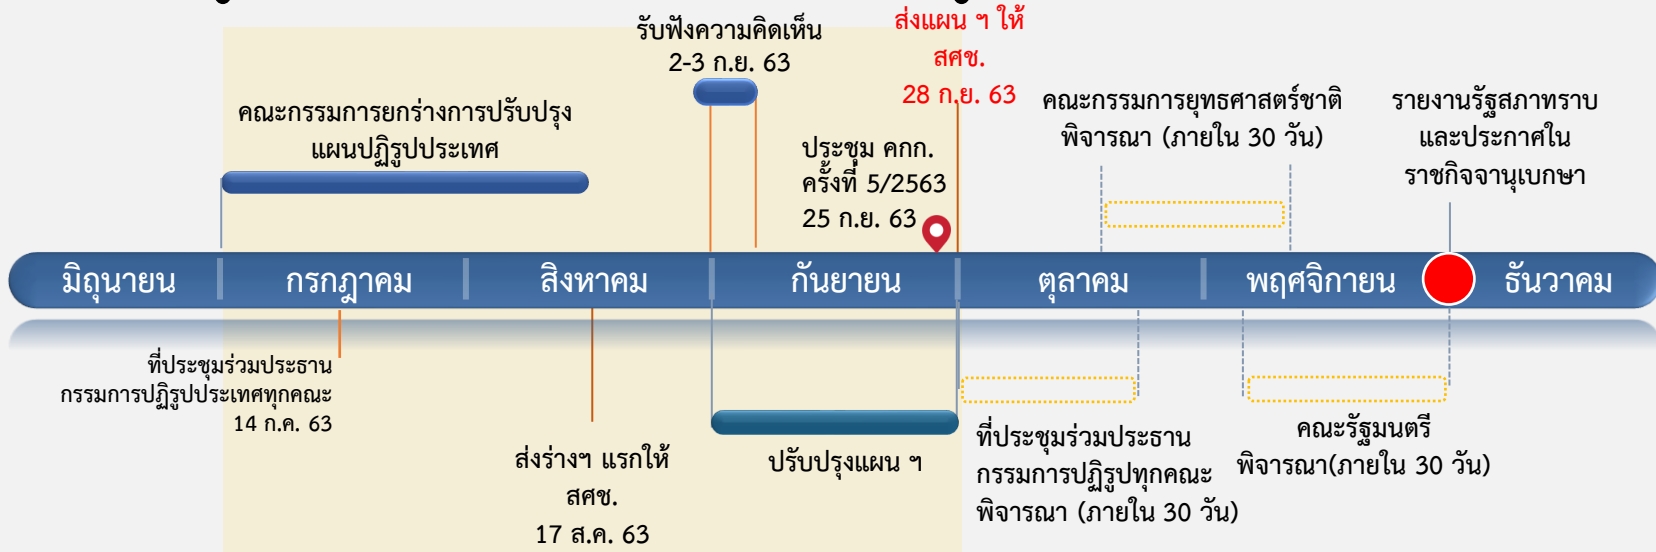 รับฟังความคิดเห็น
2-3 ก.ย. 63
ส่งแผน ฯ ให้
สศช.
28 ก.ย. 63
คณะกรรมการยกร่างการปรับปรุง
แผนปฏิรูปประเทศ
ประชุม คกก.
ครั้งที่ 5/2563
25 ก.ย. 63
คณะกรรมการยุทธศาสตร์ชาติ
พิจารณา (ภายใน 30 วัน)
รายงานรัฐสภาทราบ
และประกาศใน
ราชกิจจานุเบกษา
มิถุนายน
กรกฎาคม
สิงหาคม
กันยายน
ตุลาคม
พฤศจิกายน
ธันวาคม
ที่ประชุมร่วมประธาน
กรรมการปฏิรูปประเทศทุกคณะ
14 ก.ค. 63
ส่งร่างฯ แรกให้
สศช.
17 ส.ค. 63
ปรับปรุงแผน ฯ
ที่ประชุมร่วมประธาน
กรรมการปฏิรูปทุกคณะ
พิจารณา (ภายใน 30 วัน)
คณะรัฐมนตรี
พิจารณา(ภายใน 30 วัน)